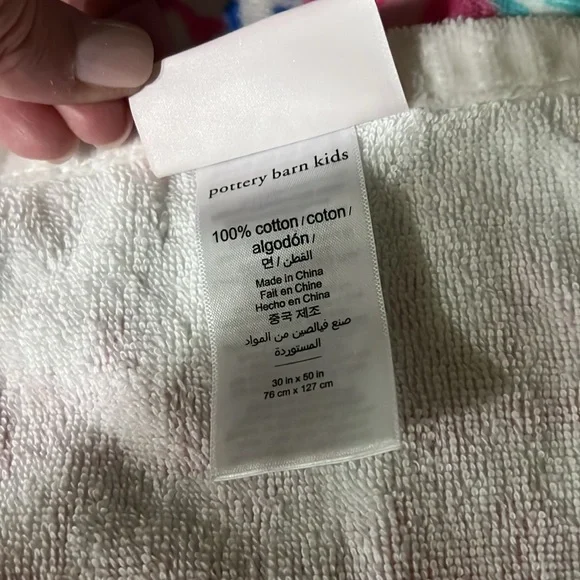 pottery barn kids
100% cotton / coton /
algodón /
면 / القطن
Made in China
Fait en Chine
Hecho en China
중국 제조
صنع فيالصين من المواد
المستوردة
30 in x 50 in
76 cm x 127 cm